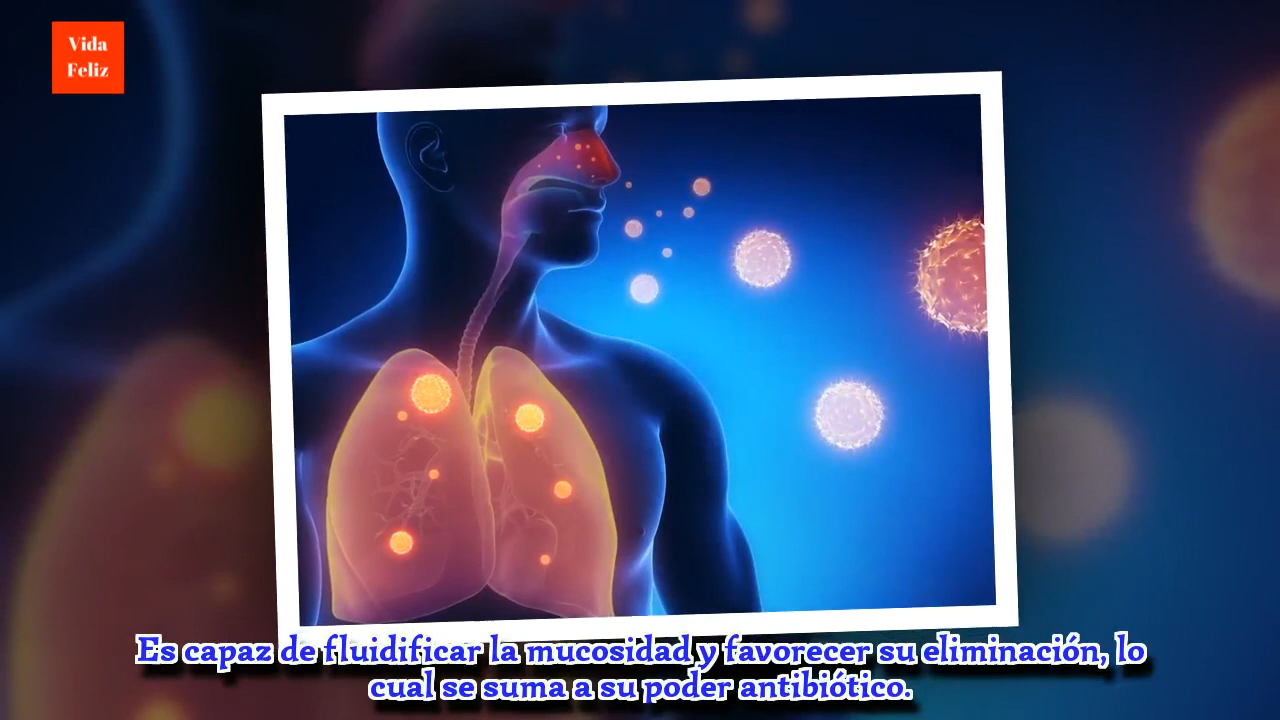 Vida
Feliz
Es capaz de fluidificar la mucosidad y favorecer su eliminación, lo
cual se suma a su poder antibiótico.